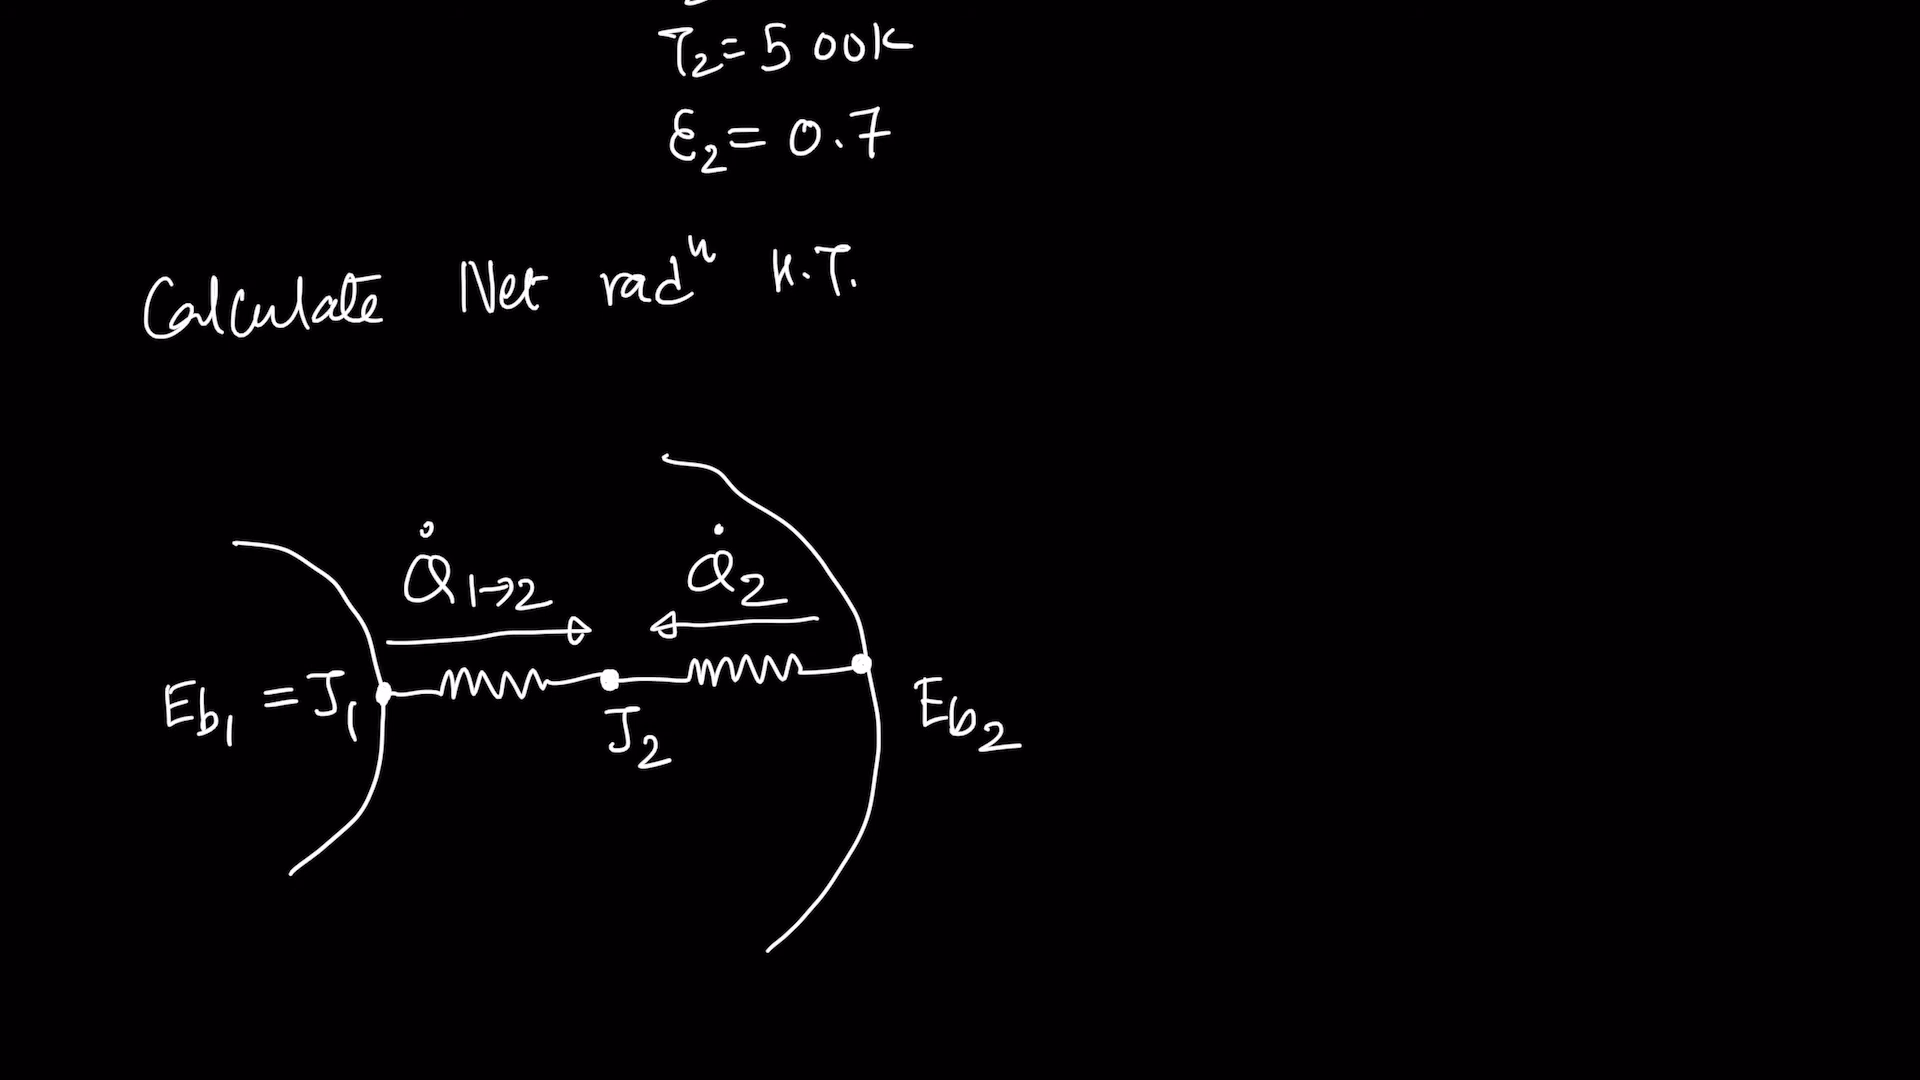 T₂ = 500K
ε₂ = 0.7
Calculate Net radⁿ H.T.
Q̇₁→₂ Q̇₂
Eb₁ = J₁ J₂ Eb₂